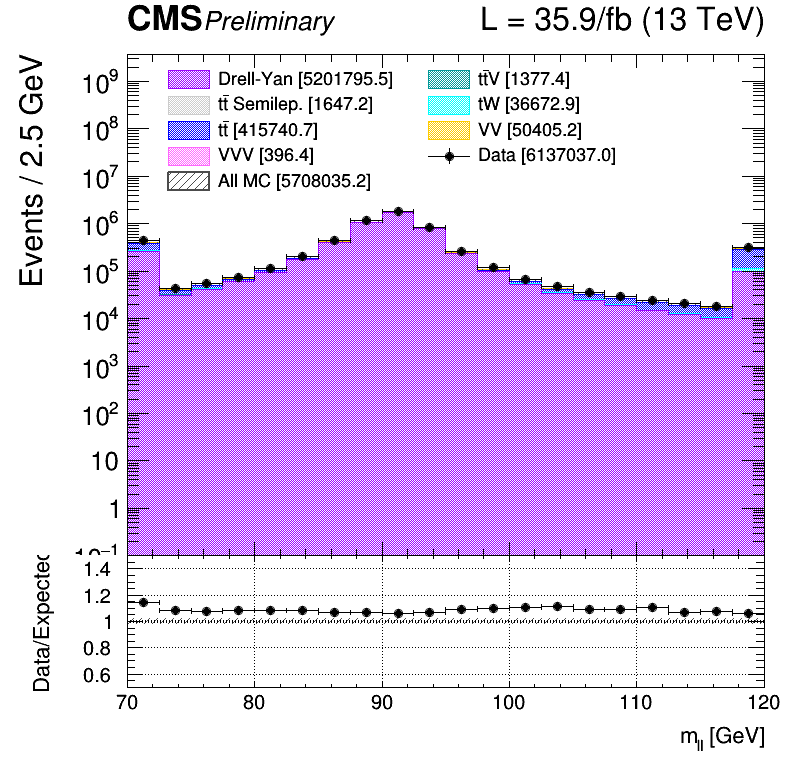 CMS Preliminary L = 35.9/fb (13 TeV)
Events / 2.5 GeV
10⁹
10⁸
10⁷
10⁶
10⁵
10⁴
10³
10²
10
1
10⁻¹
Drell-Yan [5201795.5]
tt̄ Semilep. [1647.2]
tt̄ [415740.7]
VVV [396.4]
All MC [5708035.2]
tt̄V [1377.4]
tW [36672.9]
VV [50405.2]
Data [6137037.0]
Data/Expected
1.4
1.2
1
0.8
0.6
70 80 90 100 110 120
m_ll [GeV]